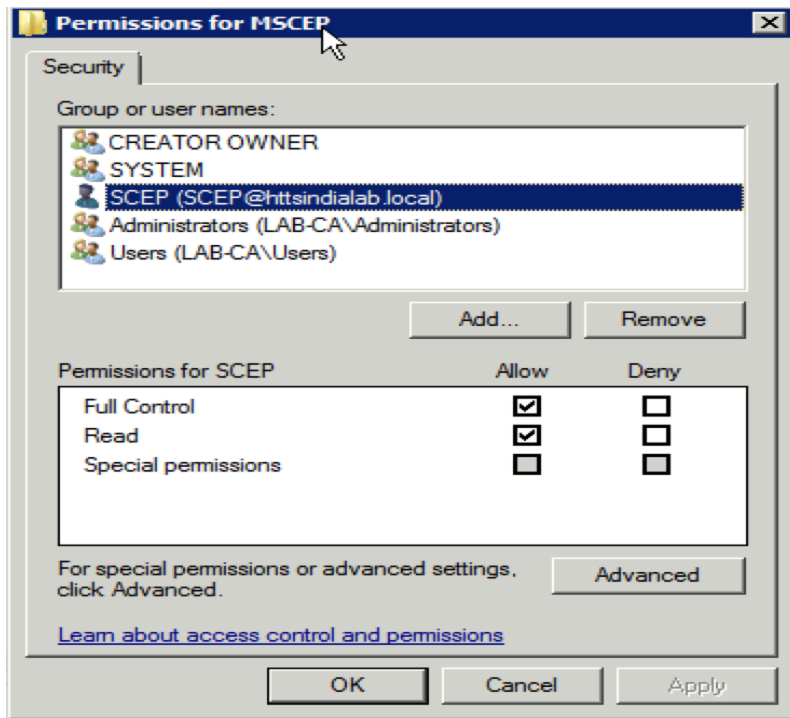 Permissions for MSCEP
Security
Group or user names:
CREATOR OWNER
SYSTEM
SCEP (SCEP@httsindialab.local)
Administrators (LAB-CA\Administrators)
Users (LAB-CA\Users)
Add... Remove
Permissions for SCEP Allow Deny
Full Control
Read
Special permissions
For special permissions or advanced settings, Advanced
click Advanced.
Learn about access control and permissions
OK Cancel Apply